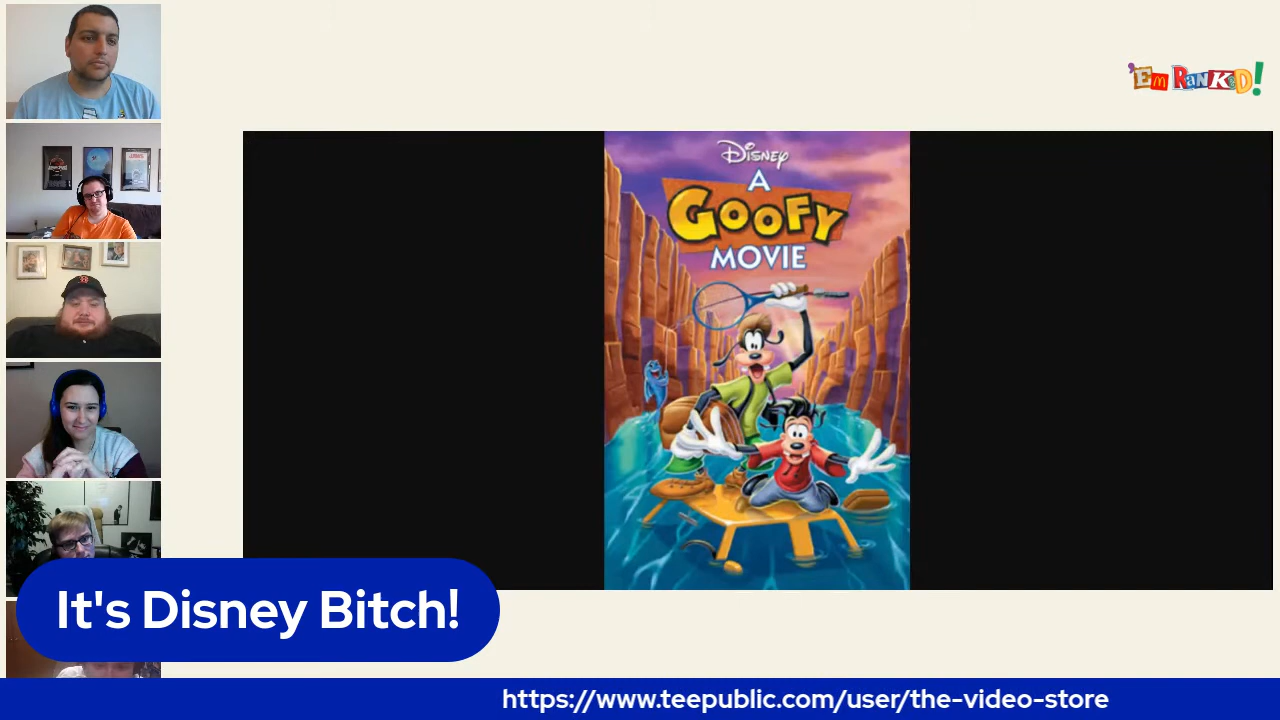 'Em RanKeD!
Disney
A
GOOFY
MOVIE
It's Disney Bitch!
https://www.teepublic.com/user/the-video-store